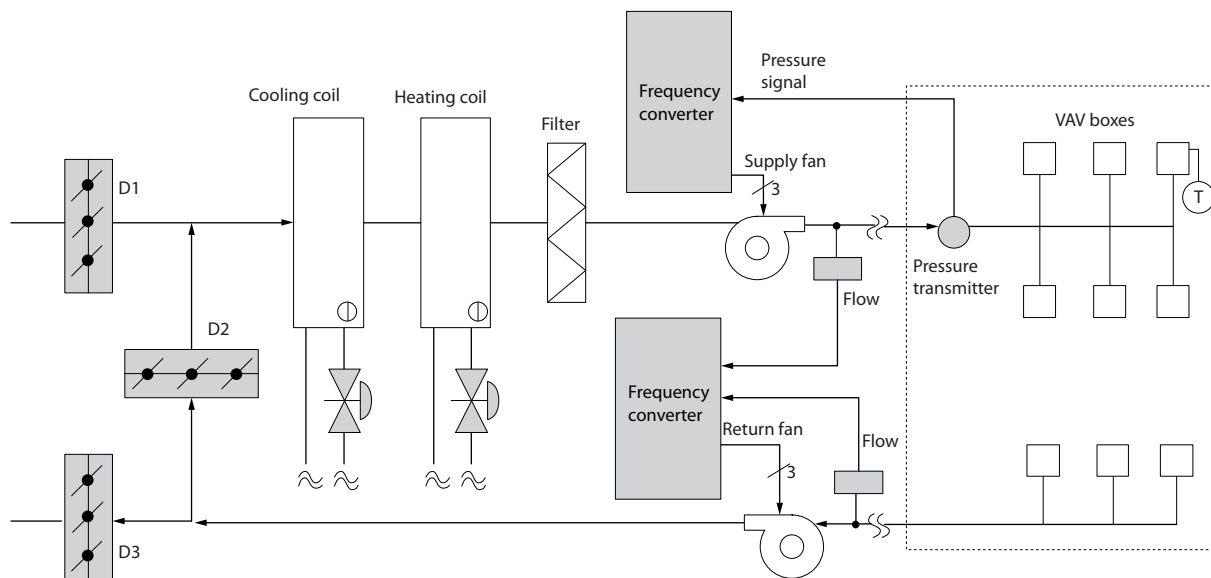 Pressure
signal
Cooling coil
Heating coil
Frequency
converter
Filter
VAV boxes
Supply fan
3
D1
T
Pressure
transmitter
Flow
D2
Frequency
converter
Return fan
Flow
3
D3